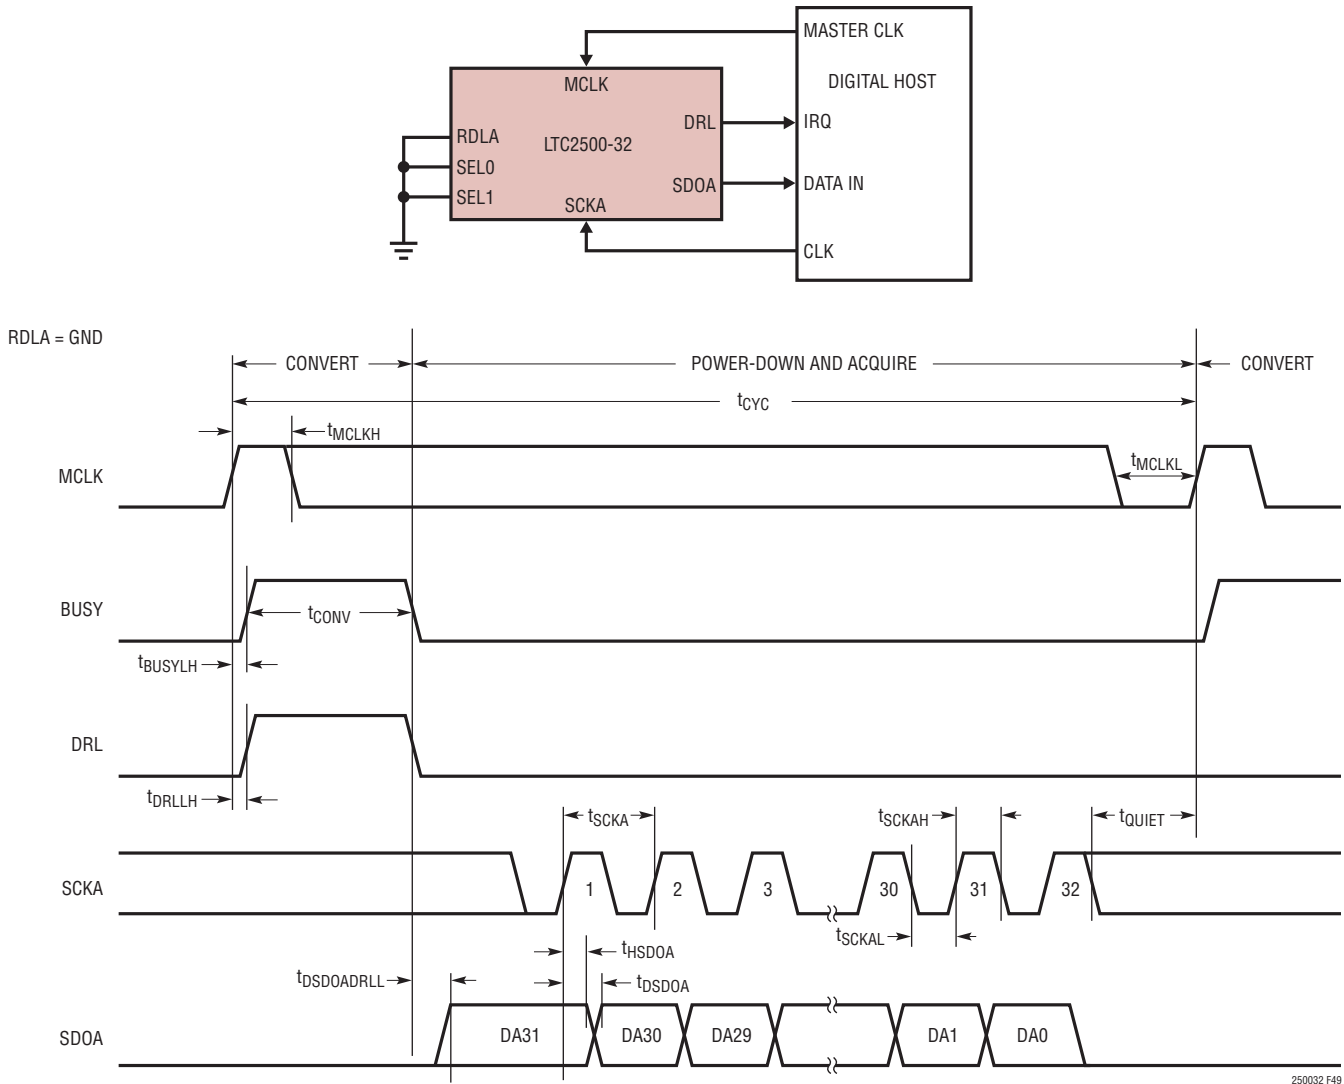 MASTER CLK
MCLK
DIGITAL HOST
DRL
IRQ
RDLA
LTC2500-32
SEL0
SDOA
DATA IN
SEL1
SCKA
CLK
RDLA = GND
CONVERT
POWER-DOWN AND ACQUIRE
CONVERT
tCYC
tMCLKH
MCLK
tMCLKL
BUSY
tCONV
tBUSYLH
DRL
tDRLLH
tSCKA
tSCKAH
tQUIET
SCKA
1
2
3
30
31
32
tSCKAL
tHSDOA
tDSDOADRLL
tDSDOA
SDOA
DA31
DA30
DA29
DA1
DA0
250032 F49